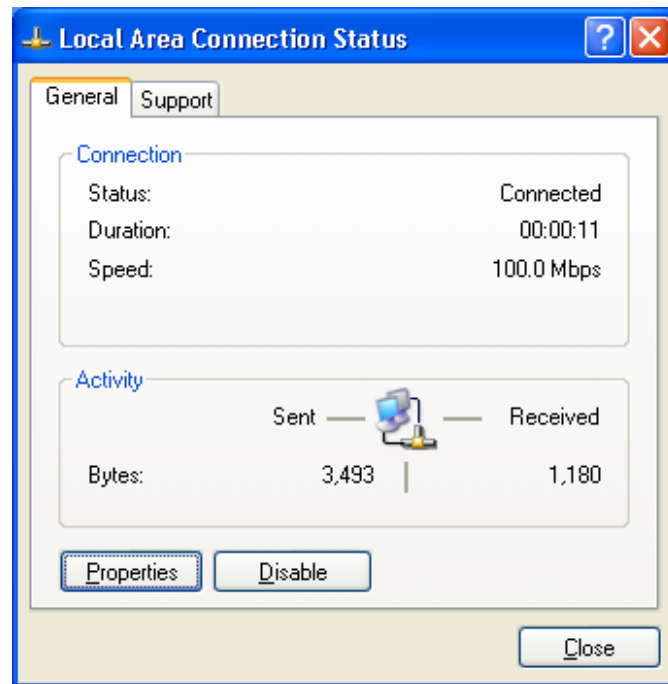 Local Area Connection Status
General Support
Connection
Status: Connected
Duration: 00:00:11
Speed: 100.0 Mbps
Activity
Sent Received
Bytes: 3,493 1,180
Properties Disable
Close